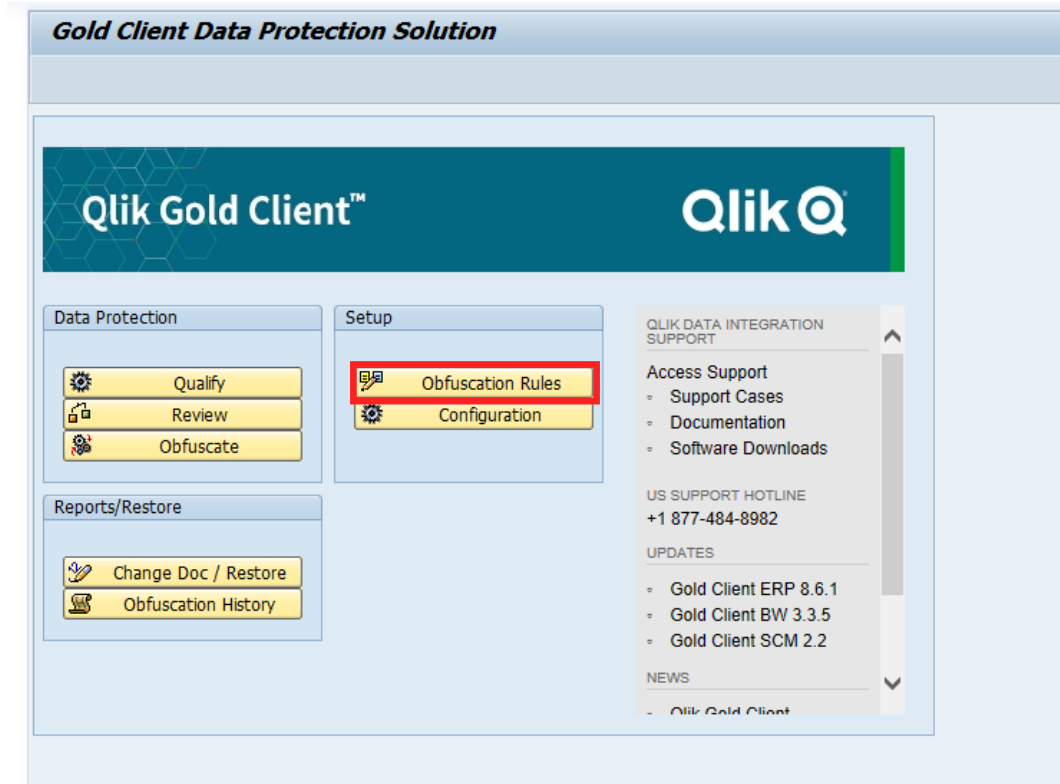 Gold Client Data Protection Solution
Qlik Gold Client™
Qlik
Data Protection
Qualify
Review
Obfuscate
Setup
Obfuscation Rules
Configuration
Reports/Restore
Change Doc / Restore
Obfuscation History
QLIK DATA INTEGRATION
SUPPORT
Access Support
Support Cases
Documentation
Software Downloads
US SUPPORT HOTLINE
+1 877-484-8982
UPDATES
Gold Client ERP 8.6.1
Gold Client BW 3.3.5
Gold Client SCM 2.2
NEWS
Qlik Gold Client